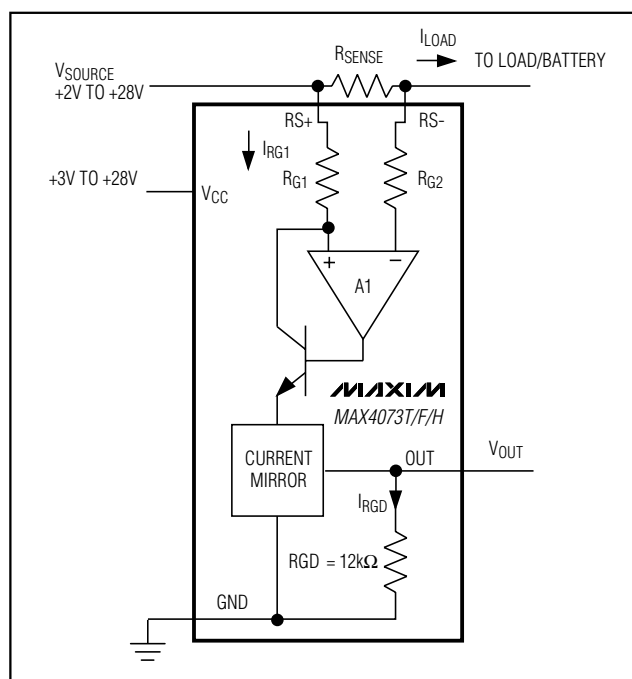 RSENSE
ILOAD
TO LOAD/BATTERY
VSOURCE
+2V TO +28V
RS+
RS-
IRG1
RG1
RG2
+3V TO +28V
VCC
+
−
A1
MAXIM
MAX4073T/F/H
CURRENT
MIRROR
OUT
VOUT
IRGD
RGD = 12kΩ
GND